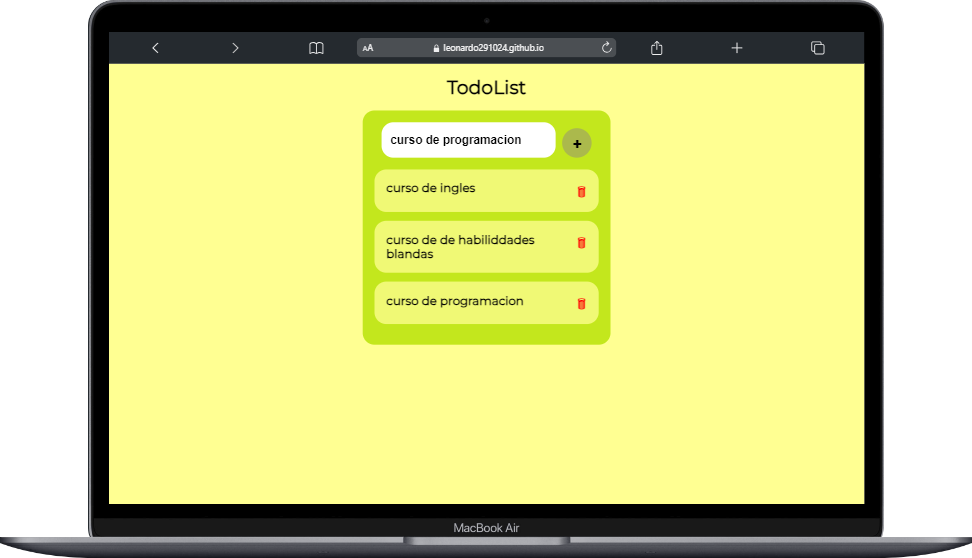 AA leonardo291024.github.io
TodoList
curso de programacion +
curso de ingles
curso de de habiliddades
blandas
curso de programacion
MacBook Air